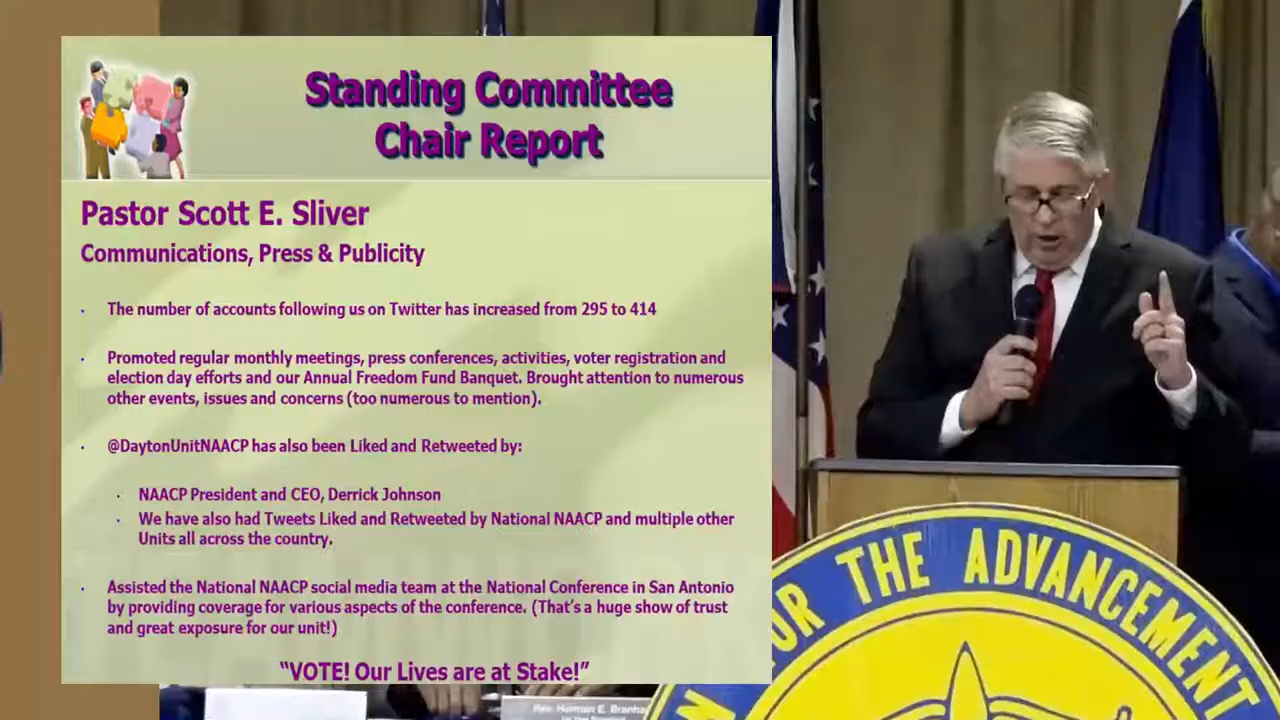 Standing Committee
Chair Report
Pastor Scott E. Sliver
Communications, Press & Publicity
The number of accounts following us on Twitter has increased from 295 to 414
Promoted regular monthly meetings, press conferences, activities, voter registration and
election day efforts and our Annual Freedom Fund Banquet. Brought attention to numerous
other events, issues and concerns (too numerous to mention).
@DaytonUnitNAACP has also been Liked and Retweeted by:
NAACP President and CEO, Derrick Johnson
We have also had Tweets Liked and Retweeted by National NAACP and multiple other
Units all across the country.
Assisted the National NAACP social media team at the National Conference in San Antonio
by providing coverage for various aspects of the conference. (That's a huge show of trust
and great exposure for our unit!)
"VOTE! Our Lives are at Stake!"
FOR THE ADVANCEMENT
Rev. Herman E. Branha